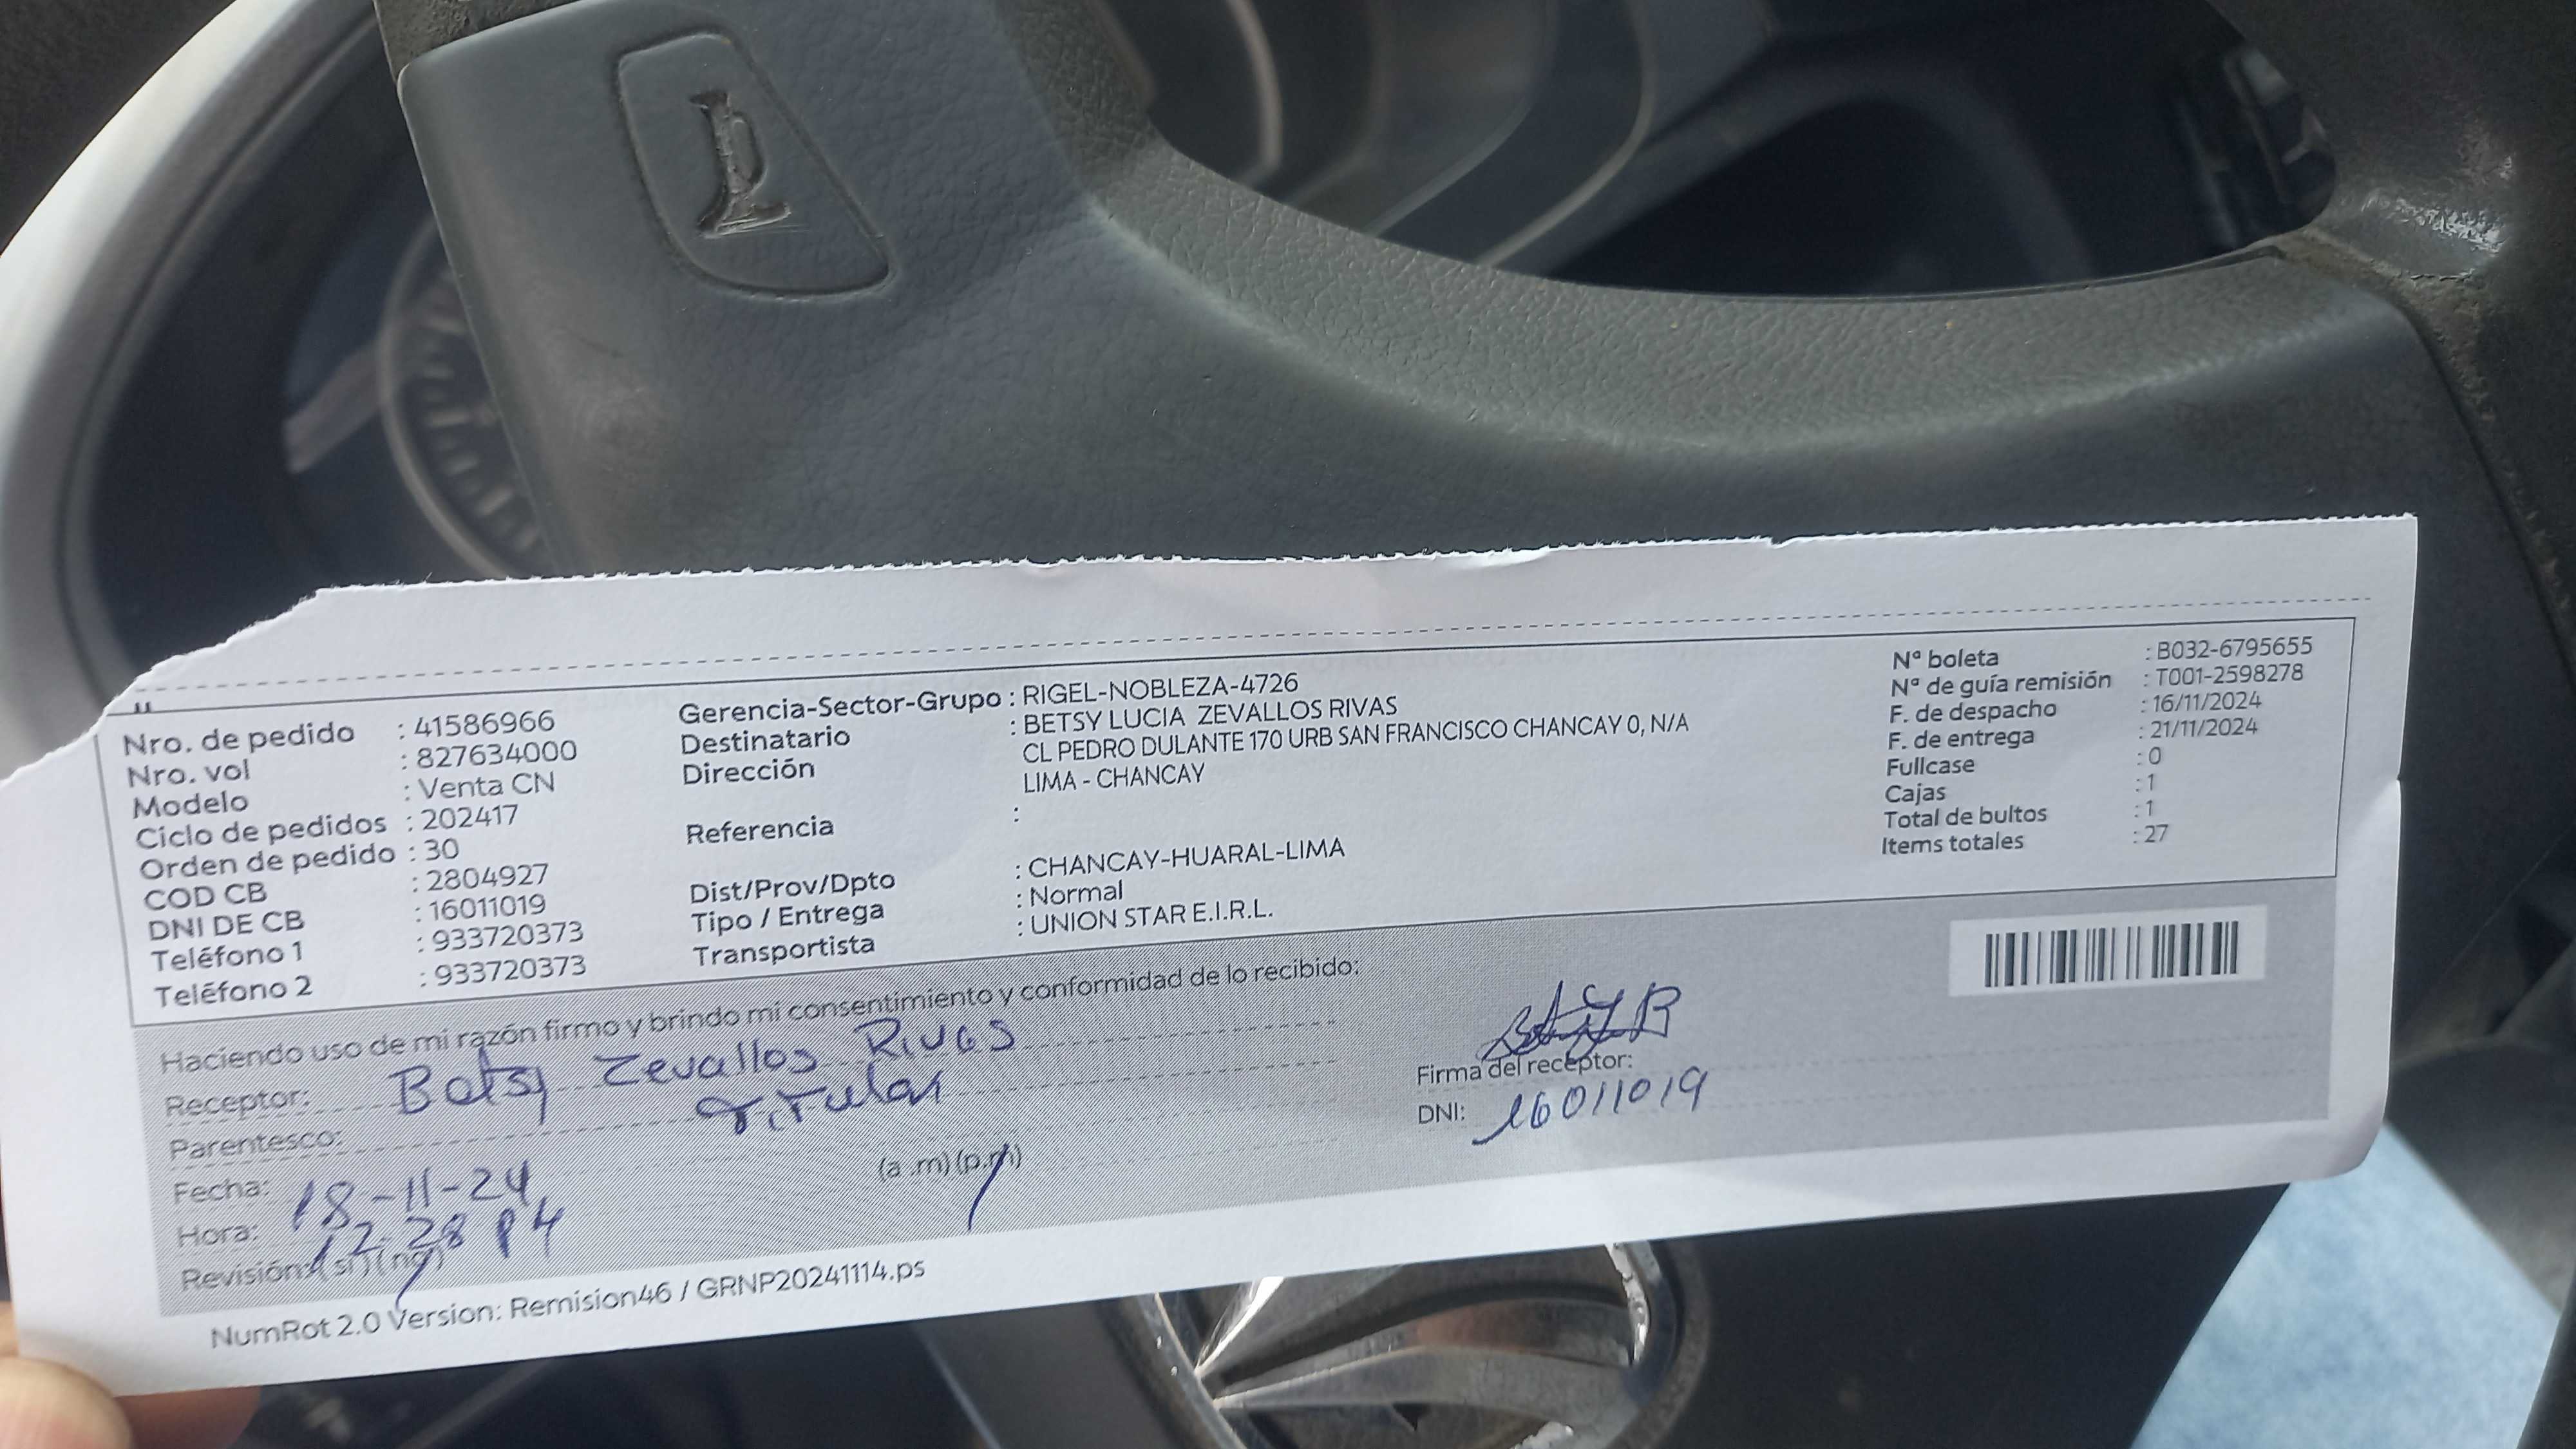 Nro. de pedido : 41586966
Nro. vol : 827634000
Modelo : Venta CN
Ciclo de pedidos : 202417
Orden de pedido : 30
COD CB : 2804927
DNI DE CB : 16011019
Teléfono 1 : 933720373
Teléfono 2 : 933720373
Gerencia-Sector-Grupo : RIGEL-NOBLEZA-4726
Destinatario : BETSY LUCIA ZEVALLOS RIVAS
Dirección CL PEDRO DULANTE 170 URB SAN FRANCISCO CHANCAY 0, N/A
LIMA - CHANCAY
Referencia :
Dist/Prov/Dpto : CHANCAY-HUARAL-LIMA
Tipo / Entrega : Normal
Transportista : UNION STAR E.I.R.L.
Nª boleta : B032-6795655
Nª de guía remisión : T001-2598278
F. de despacho : 16/11/2024
F. de entrega : 21/11/2024
Fullcase : 0
Cajas : 1
Total de bultos : 1
Items totales : 27
Haciendo uso de mi razón firmo y brindo mi consentimiento y conformidad de lo recibido:
Receptor: Betsy Zevallos Rivas
Parentesco: Titular
Fecha: 18-11-24
Hora: 12:28 PM (a .m) (p.m)
Revisión: (si) (no)
Firma del receptor:
DNI: 16011019
NumRot 2.0 Version: Remision46 / GRNP20241114.ps